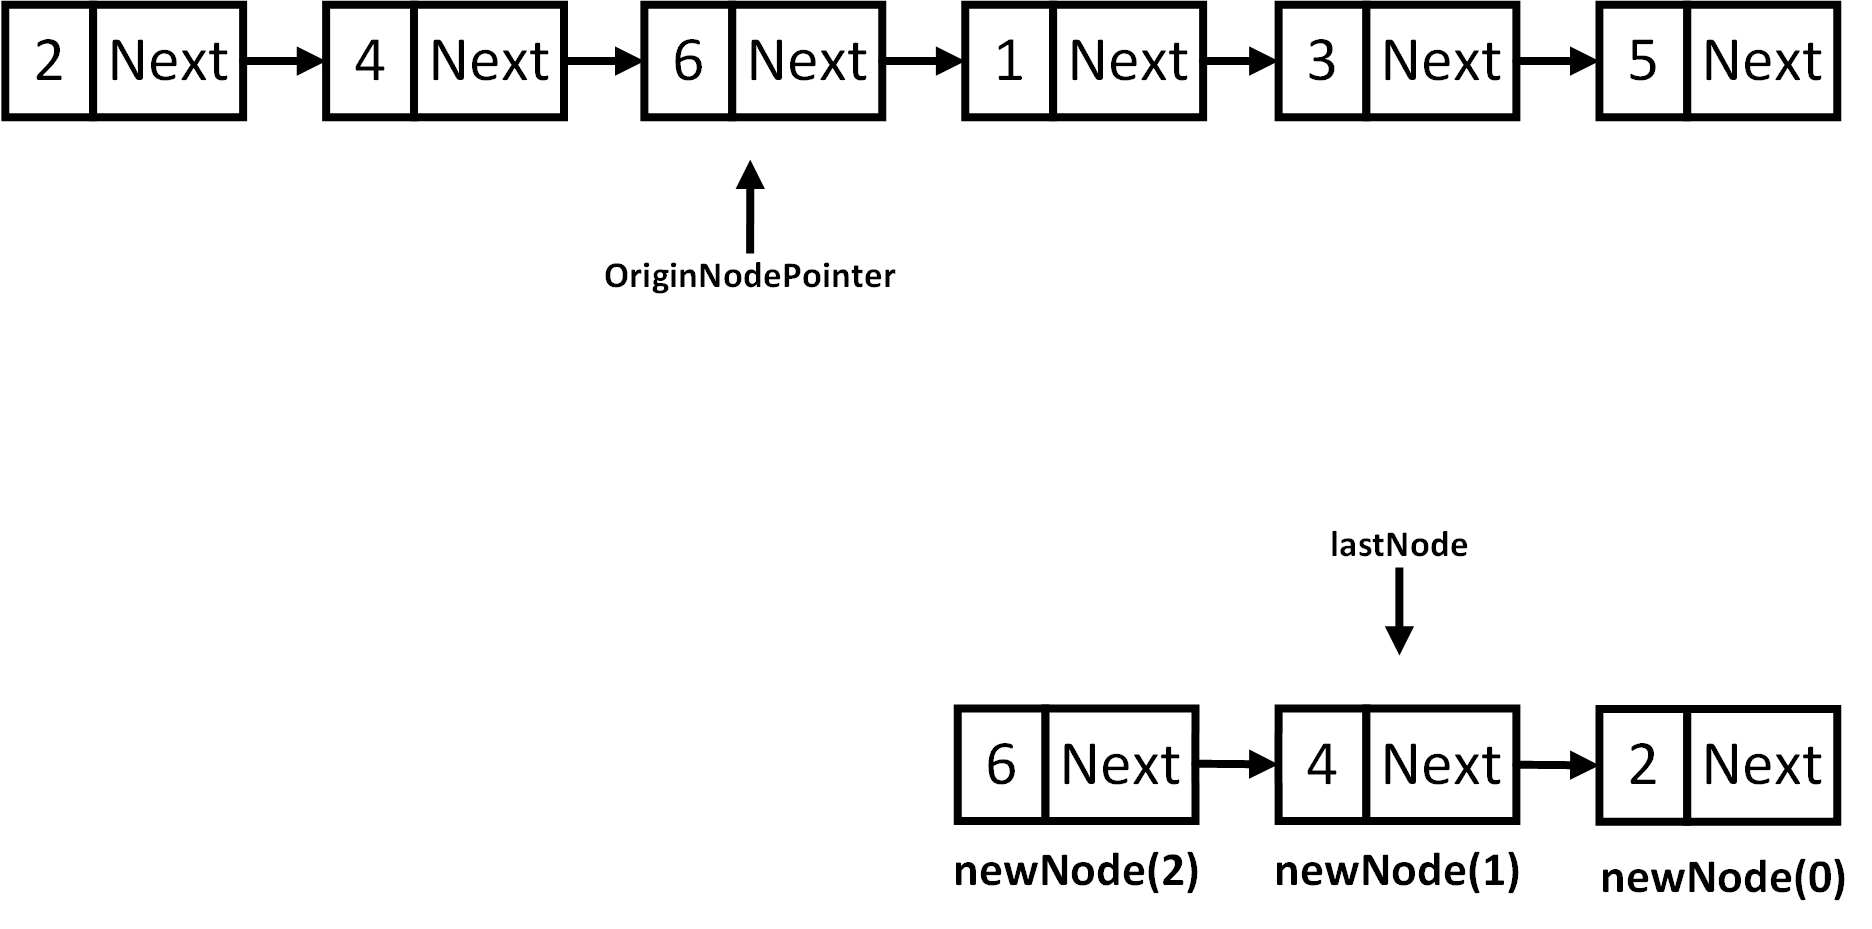 2 Next 4 Next 6 Next 1 Next 3 Next 5 Next
OriginNodePointer
lastNode
6 Next 4 Next 2 Next
newNode(2) newNode(1) newNode(0)